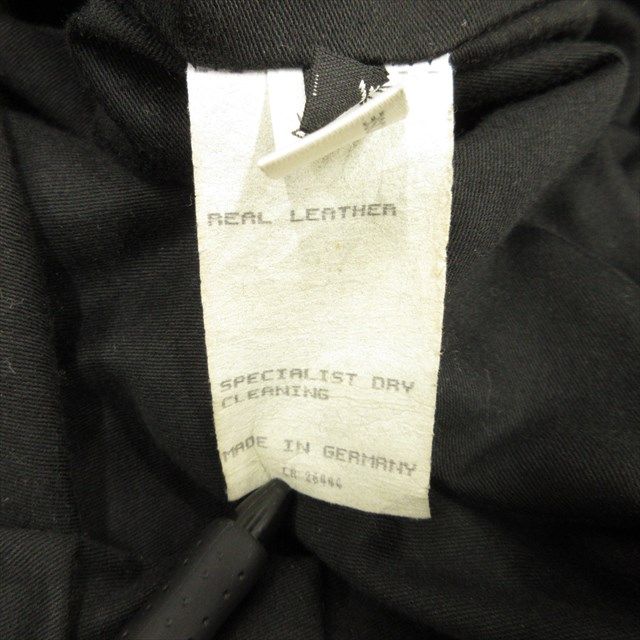 REAL LEATHER
SPECIALIST DRY
CLEANING
MADE IN GERMANY